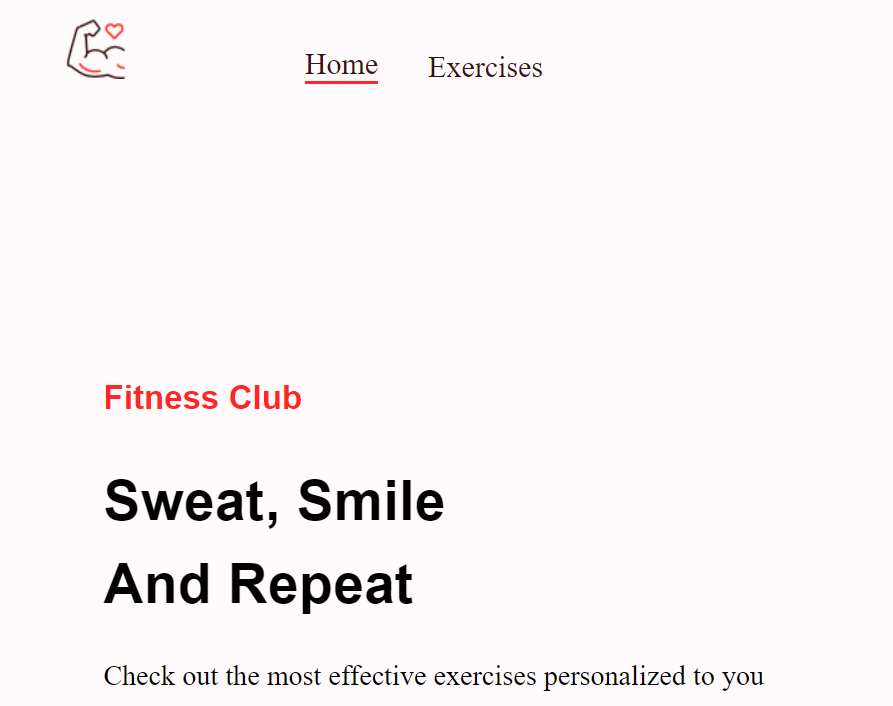 Home Exercises
Fitness Club
Sweat, Smile
And Repeat
Check out the most effective exercises personalized to you